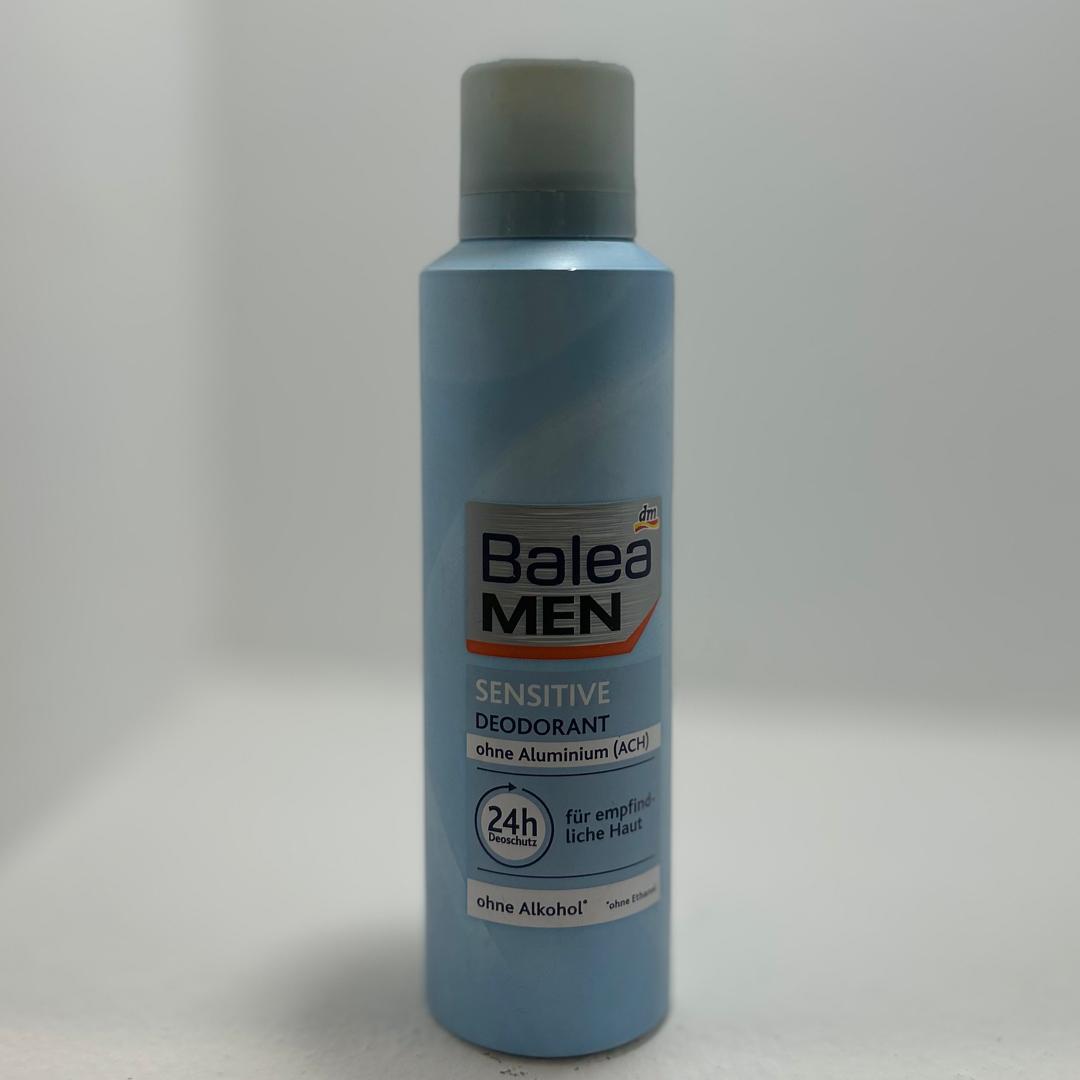 dm
Balea
MEN
SENSITIVE
DEODORANT
ohne Aluminium (ACH)
24h
Deoschutz
für empfind-
liche Haut
ohne Alkohol*
*ohne Ethanol